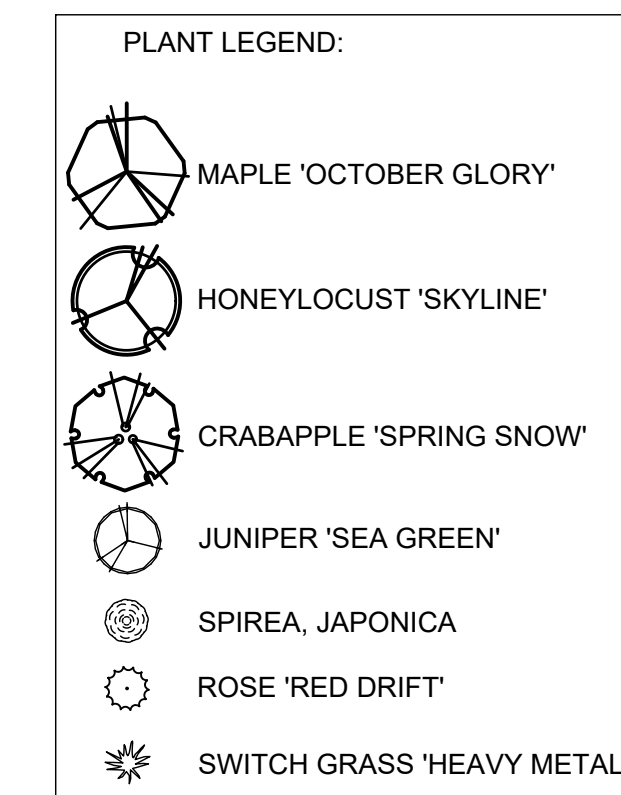 PLANT LEGEND:
MAPLE 'OCTOBER GLORY'
HONEYLOCUST 'SKYLINE'
CRABAPPLE 'SPRING SNOW'
JUNIPER 'SEA GREEN'
SPIREA, JAPONICA
ROSE 'RED DRIFT'
SWITCH GRASS 'HEAVY METAL